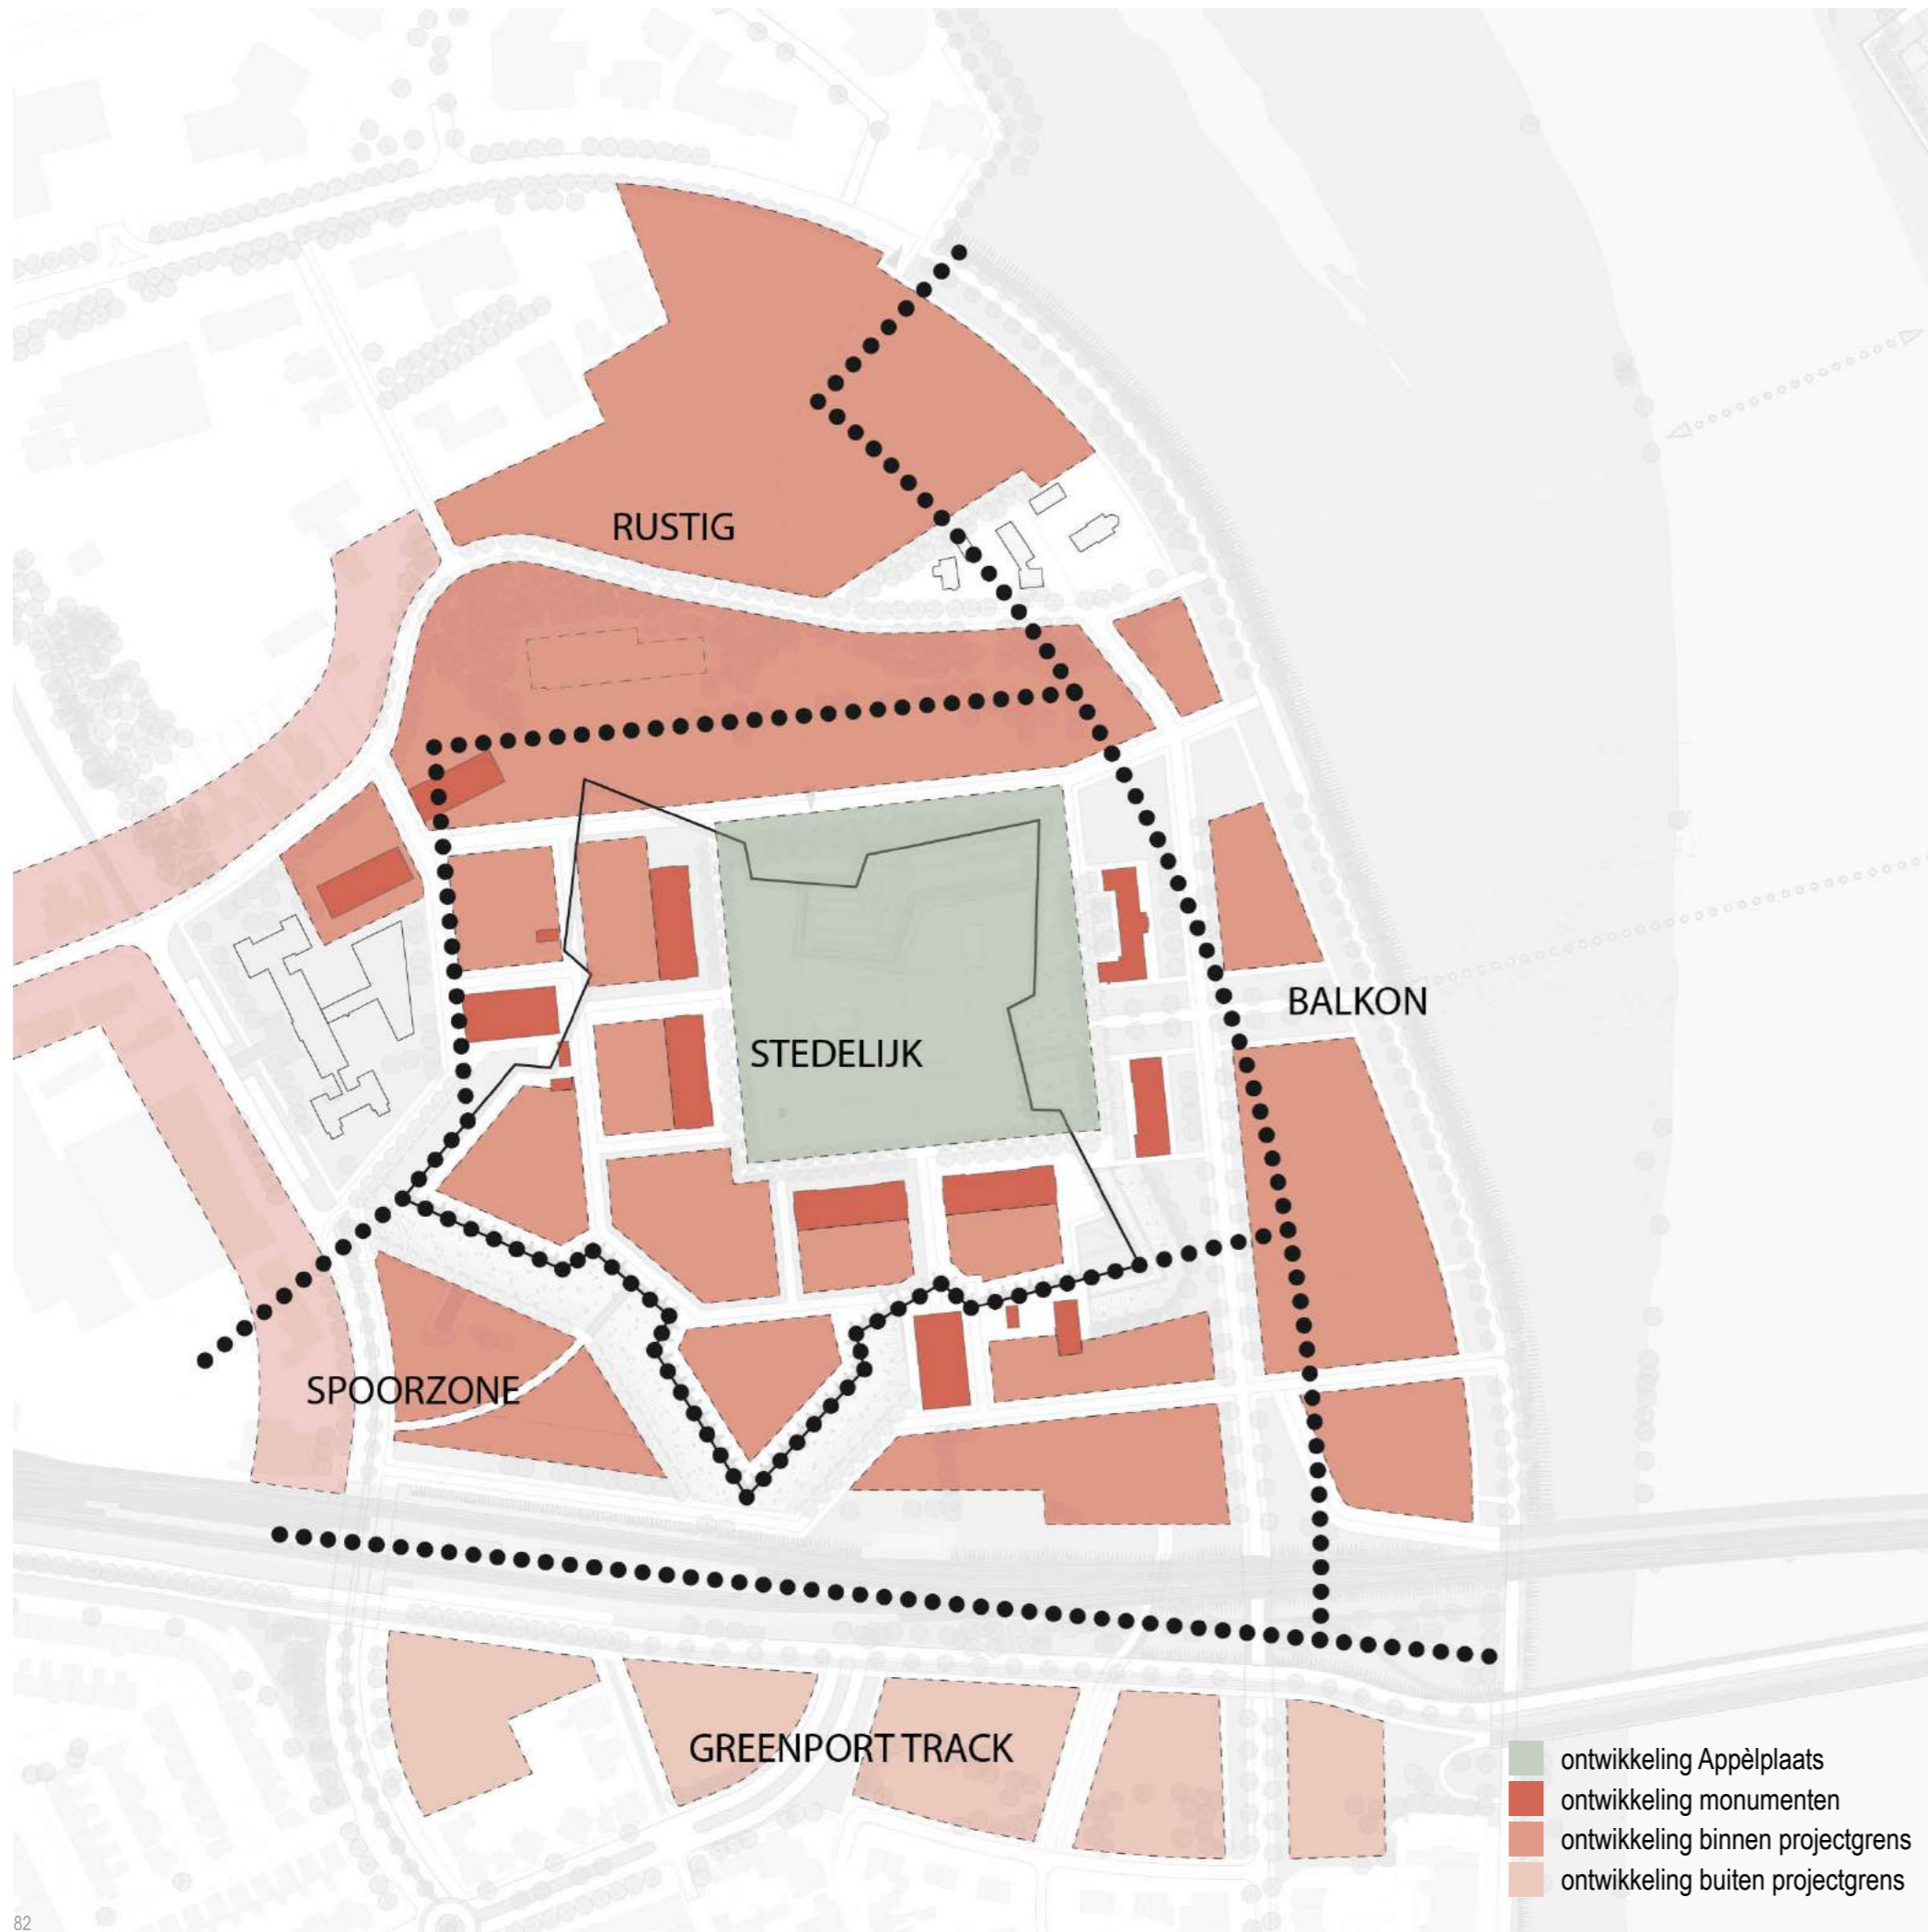 RUSTIG
BALKON
STEDELIJK
SPOORZONE
GREENPORT TRACK
ontwikkeling Appèlplaats
ontwikkeling monumenten
ontwikkeling binnen projectgrens
ontwikkeling buiten projectgrens
82